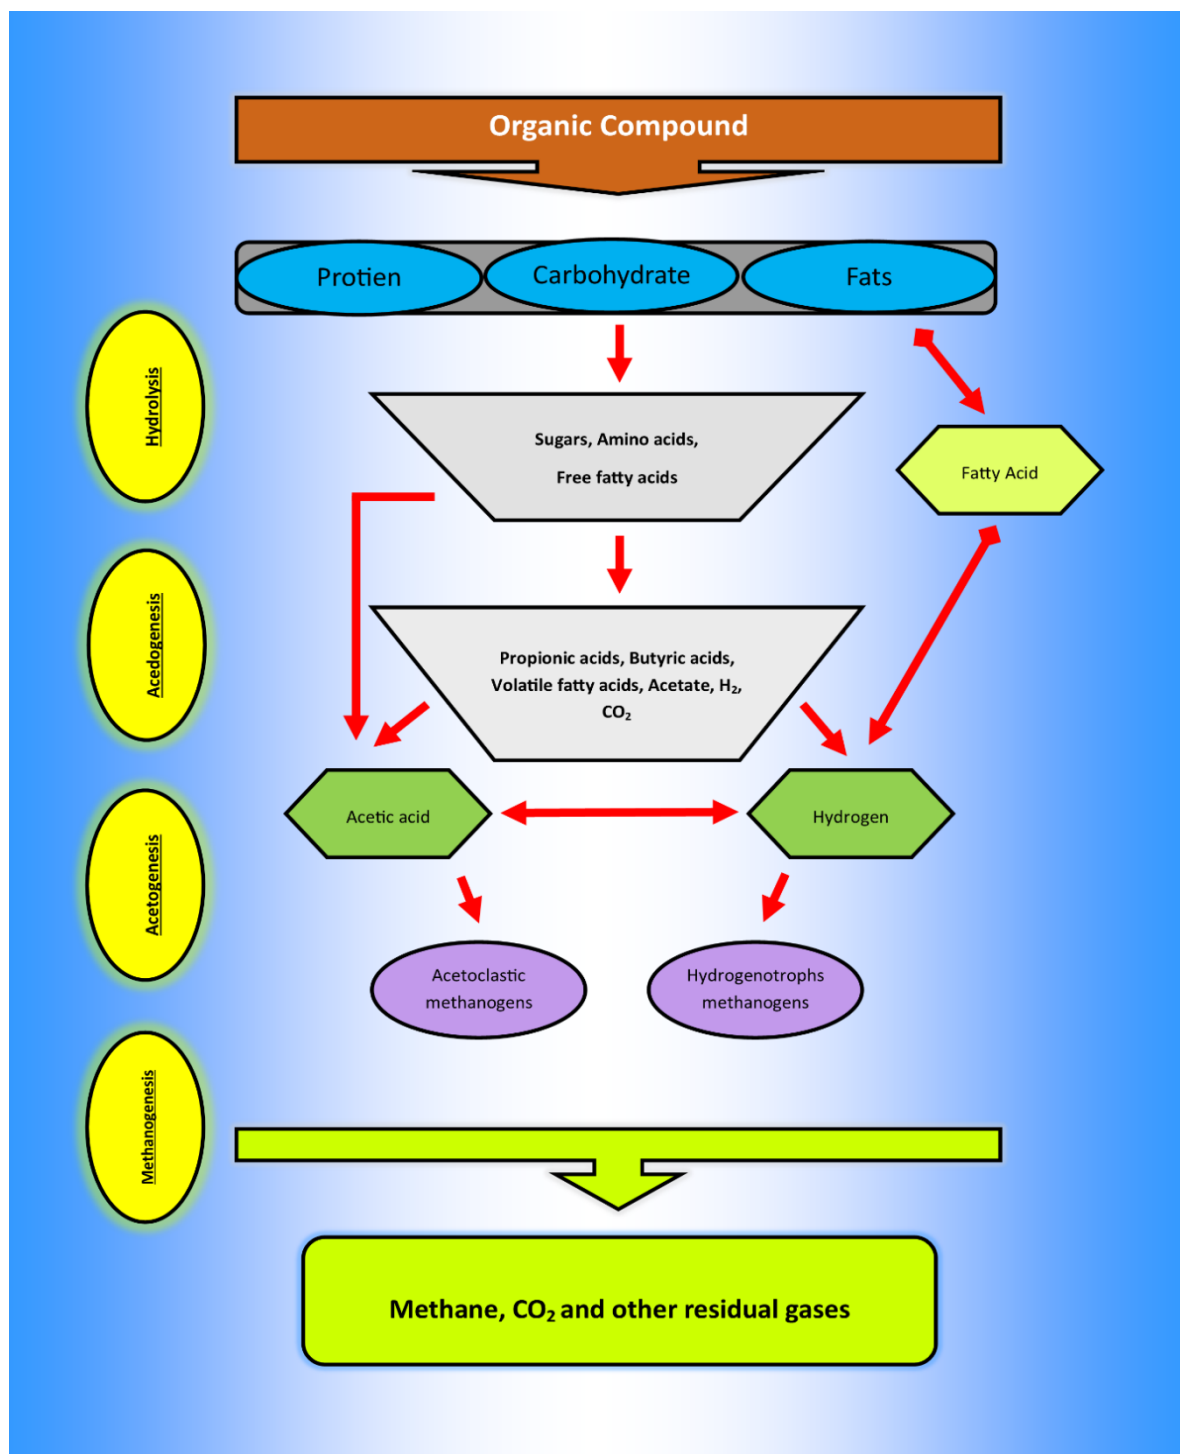 Organic Compound
Protien
Carbohydrate
Fats
Hydrolysis
Sugars, Amino acids,
Free fatty acids
Fatty Acid
Acedogenesis
Propionic acids, Butyric acids,
Volatile fatty acids, Acetate, H₂,
CO₂
Acetic acid
Hydrogen
Acetogenesis
Acetoclastic
methanogens
Hydrogenotrophs
methanogens
Methanogenesis
Methane, CO₂ and other residual gases